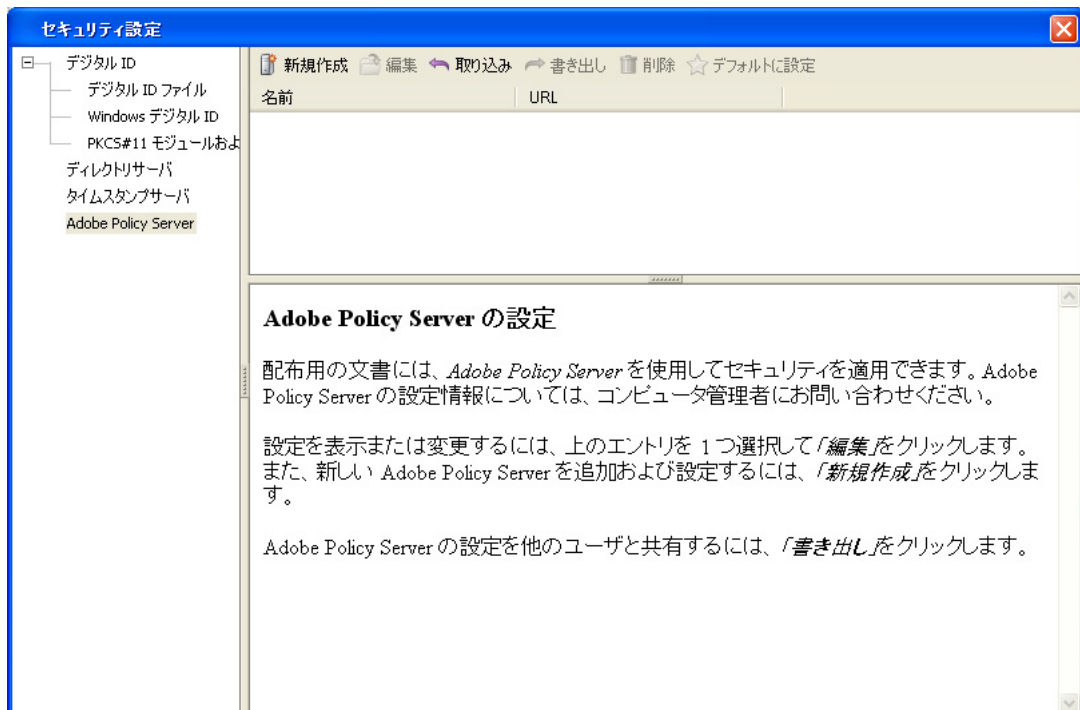 セキュリティ設定
デジタル ID
デジタル ID ファイル
Windows デジタル ID
PKCS#11 モジュールおよ
ディレクトリサーバ
タイムスタンプサーバ
Adobe Policy Server
新規作成 編集 取り込み 書き出し 削除 デフォルトに設定
名前 URL
Adobe Policy Server の設定
配布用の文書には、Adobe Policy Server を使用してセキュリティを適用できます。Adobe
Policy Server の設定情報については、コンピュータ管理者にお問い合わせください。
設定を表示または変更するには、上のエントリを 1 つ選択して「編集」をクリックします。
また、新しい Adobe Policy Server を追加および設定するには、「新規作成」をクリックしま
す。
Adobe Policy Server の設定を他のユーザと共有するには、「書き出し」をクリックします。